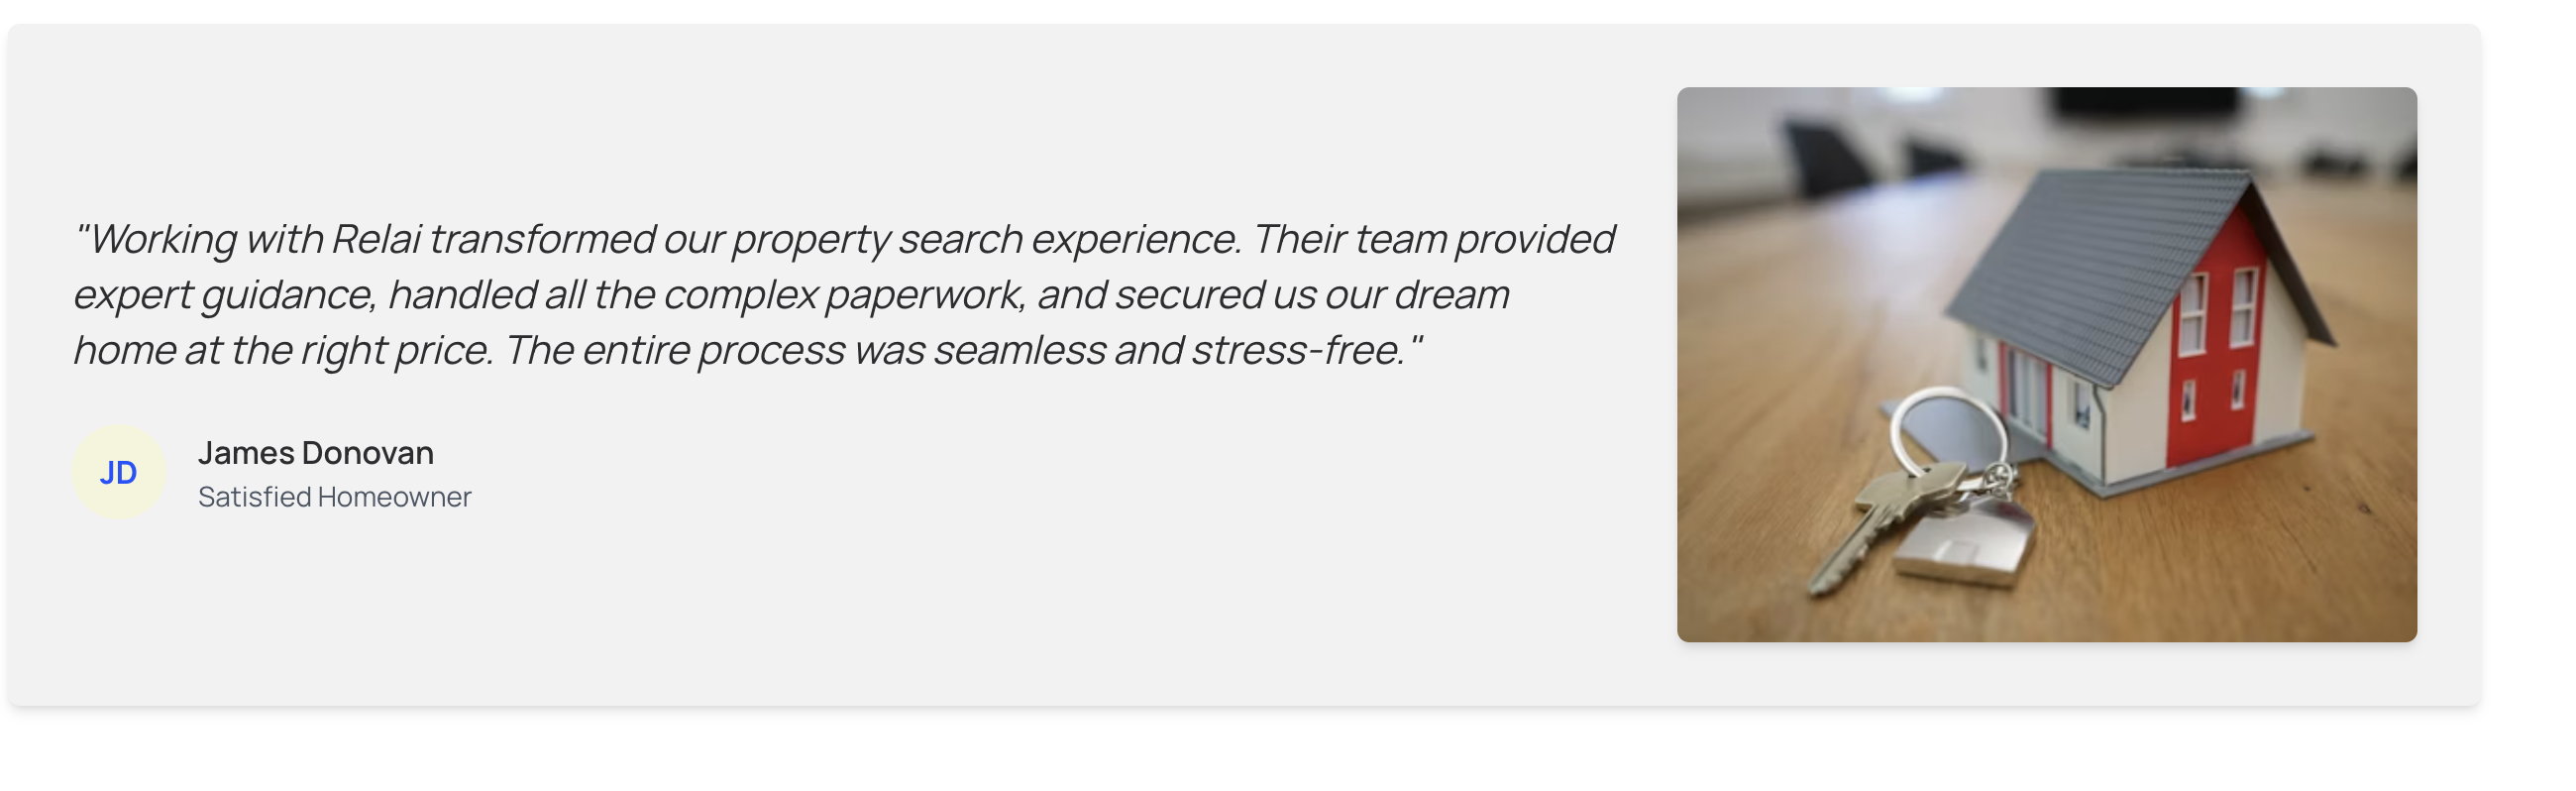 "Working with Relai transformed our property search experience. Their team provided
expert guidance, handled all the complex paperwork, and secured us our dream
home at the right price. The entire process was seamless and stress-free."
JD
James Donovan
Satisfied Homeowner